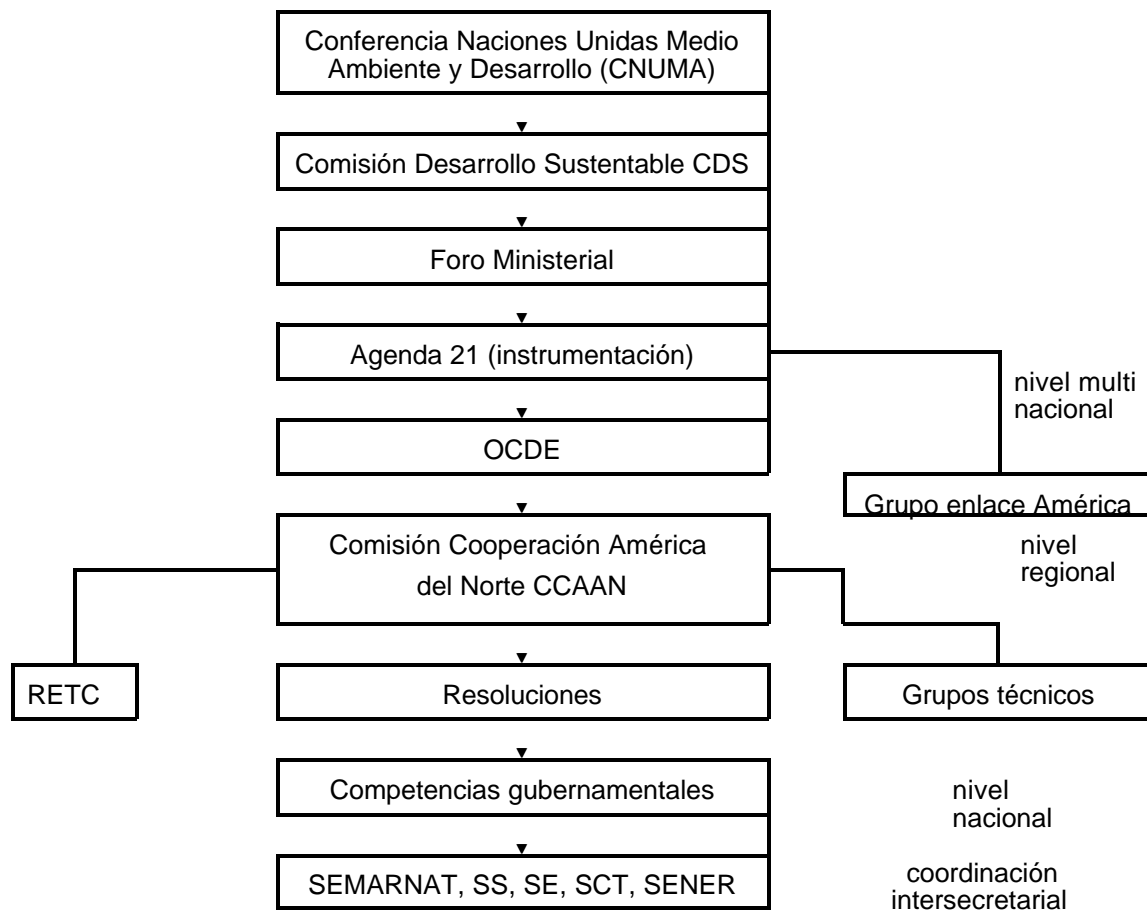 Conferencia Naciones Unidas Medio
Ambiente y Desarrollo (CNUMA)
Comisión Desarrollo Sustentable CDS
Foro Ministerial
Agenda 21 (instrumentación)
nivel multi
nacional
OCDE
Grupo enlace América
Comisión Cooperación América
del Norte CCAAN
nivel
regional
RETC
Resoluciones
Grupos técnicos
Competencias gubernamentales
nivel
nacional
SEMARNAT, SS, SE, SCT, SENER
coordinación
intersecretarial